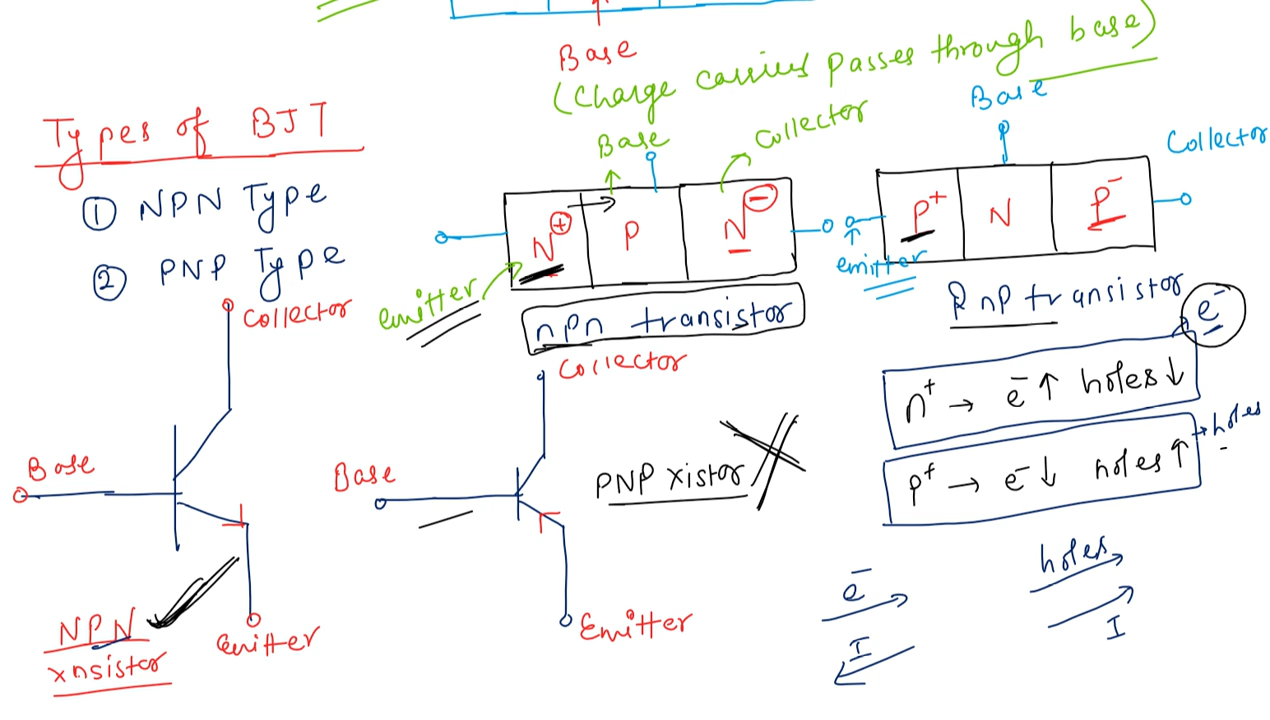 Base
(Charge carriers passes through base)
Types of BJT
① NPN Type
② PNP Type
Base
Collector
N⊕ P N⊖
emitter
npn transistor
Base
Collector
P⁺ N P⁻
emitter
pnp transistor
e⁻
n⁺ → e⁻ ↑ holes ↓
p⁺ → e⁻ ↓ holes ↑
→ holes
Collector
Base
Emitter
NPN
xnsistor
Collector
Base
Emitter
PNP xistor
e⁻
I
holes
I